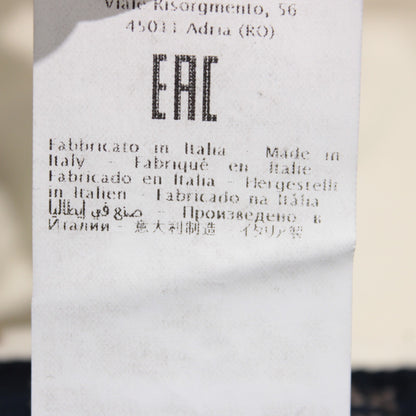 Viale Risorgmento, 56
45011 Adria (RO)
EAC
Fabbricato in Italia - Made in
Italy - Fabriqué en Italie
Fabricado en Italia - Hergestellt
in Italien - Fabricado na Itália
صنع في إيطاليا - Произведено в
Италии - 意大利制造 - イタリア製